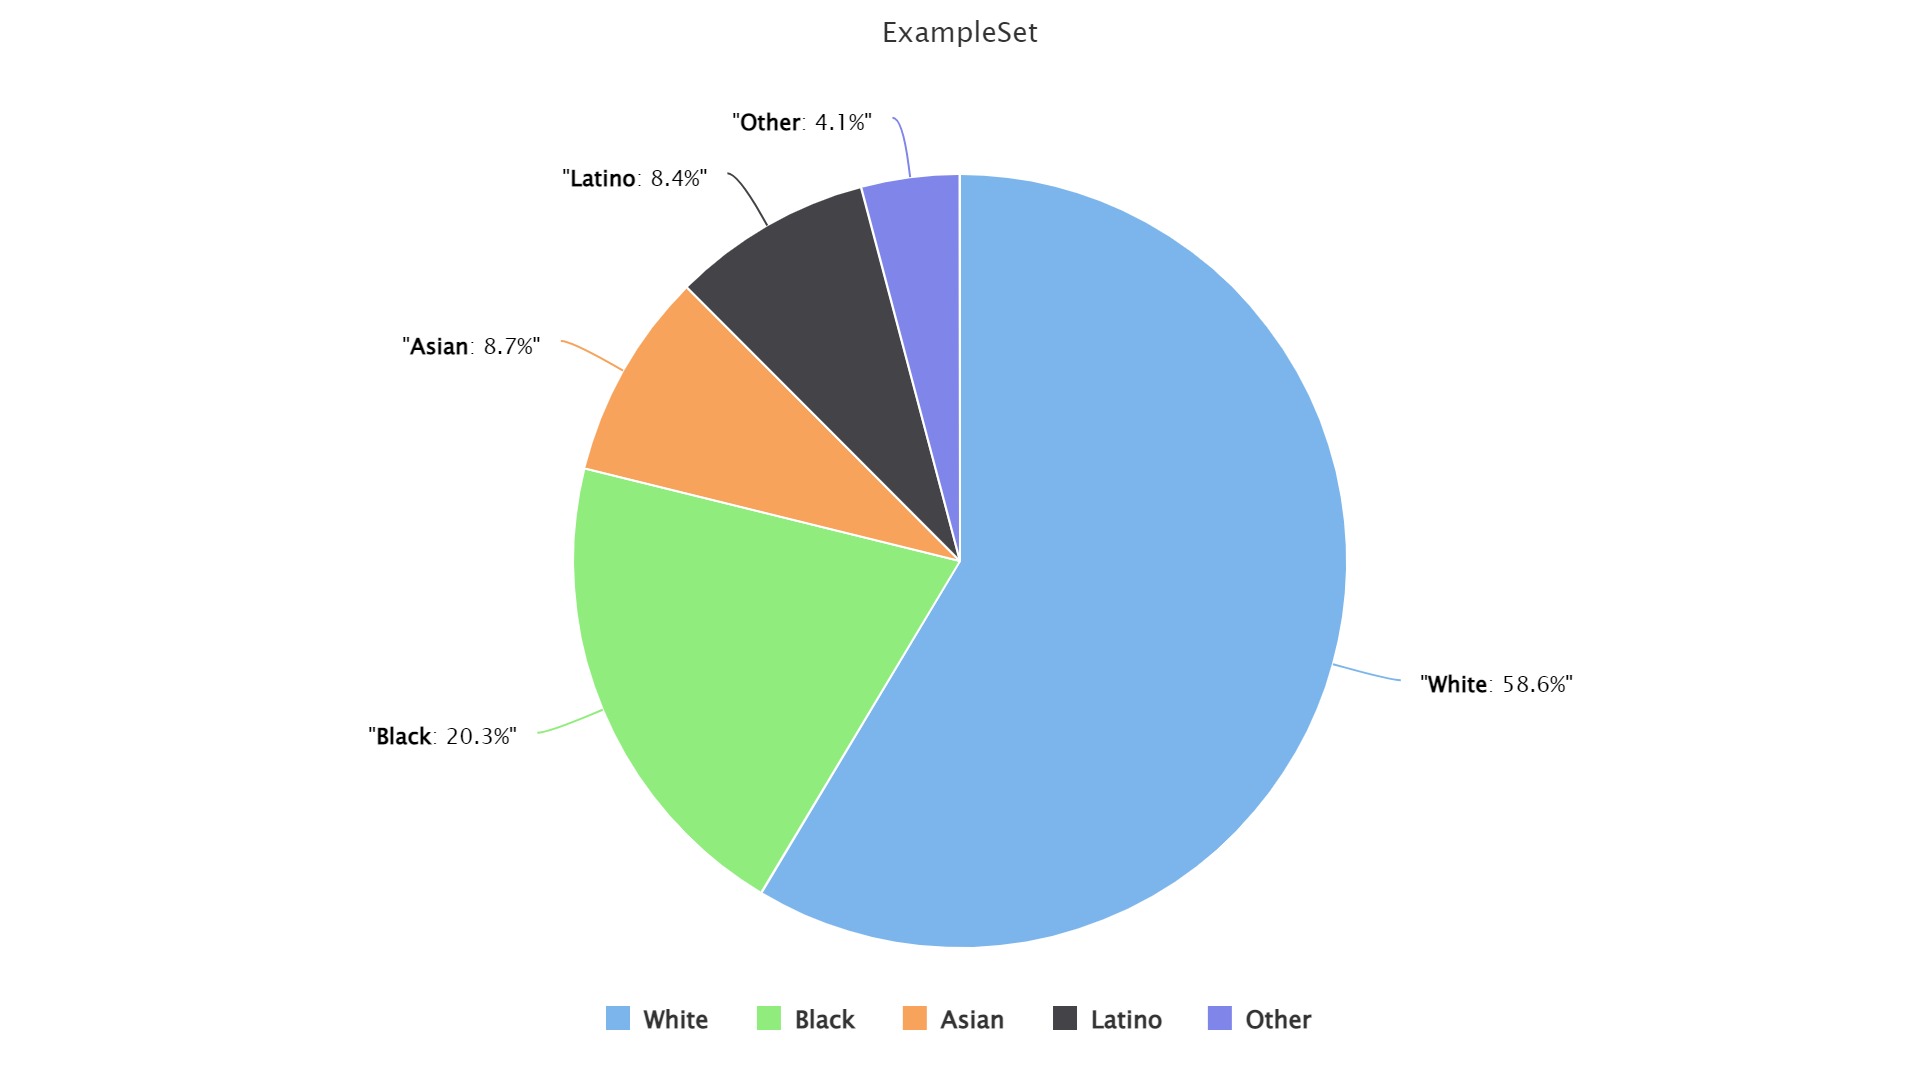 ExampleSet
"Other: 4.1%"
"Latino: 8.4%"
"Asian: 8.7%"
"White: 58.6%"
"Black: 20.3%"
White Black Asian Latino Other